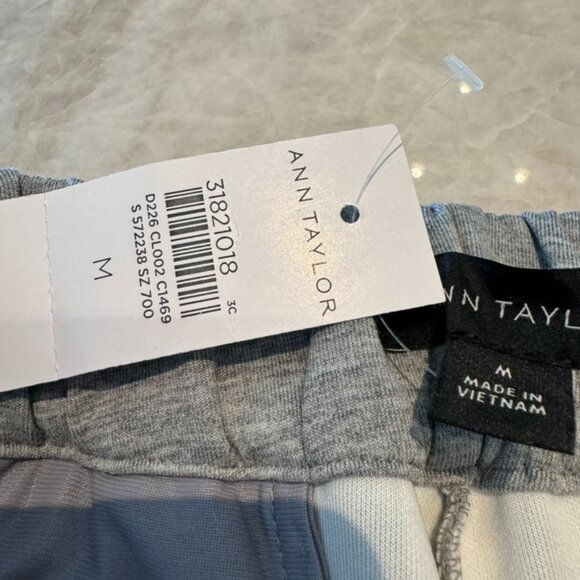 ANN TAYLOR
31821018
3C
D226 CL002 C1469
S 572238 SZ 700
M
NN TAYL
M
MADE IN
VIETNAM